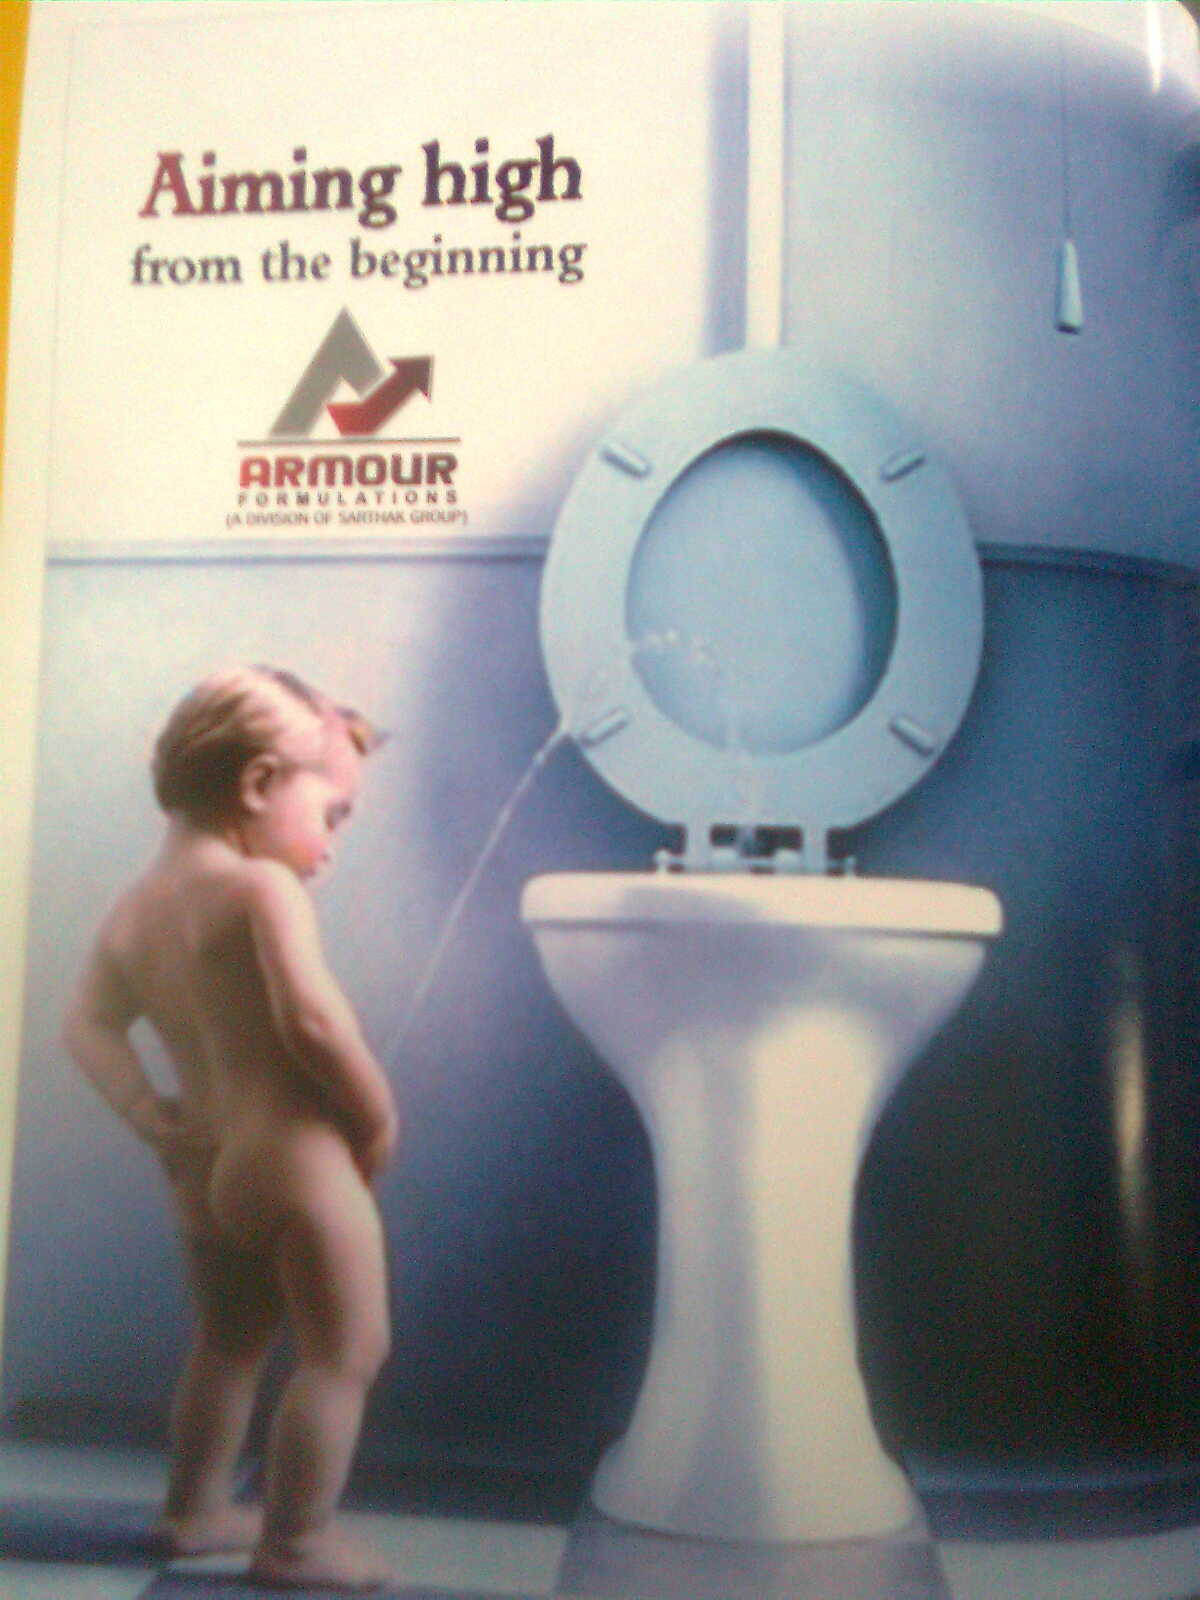 Aiming high
from the beginning
ARMOUR
FORMULATIONS
(A DIVISION OF SARTHAK GROUP)